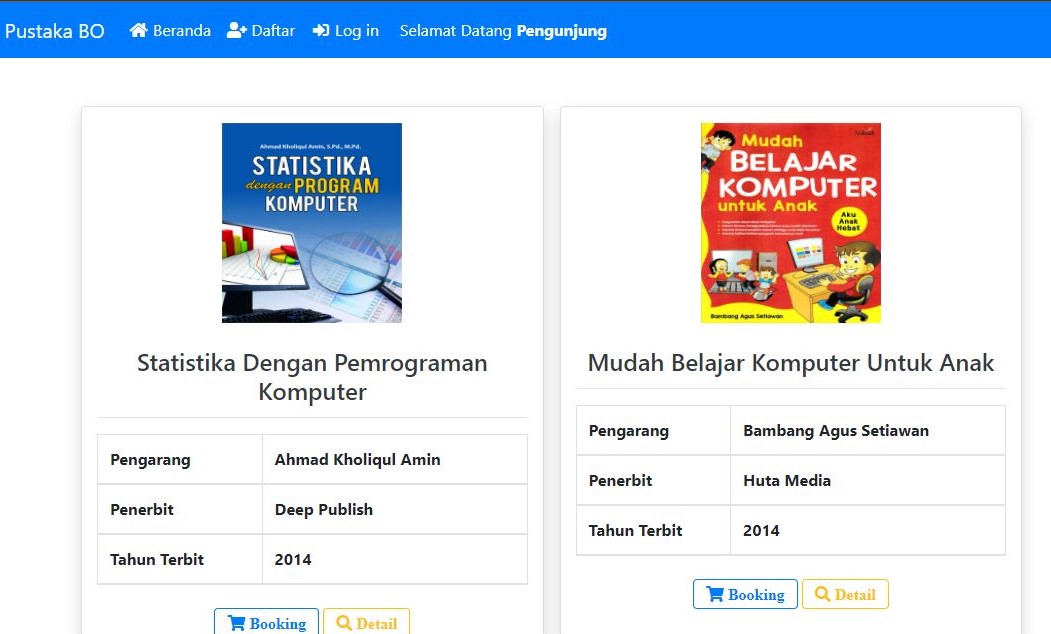 Pustaka BO Beranda Daftar Log in Selamat Datang Pengunjung
Ahmad Kholiqul Amin, S.Pd., M.Pd.
STATISTIKA
dengan PROGRAM
KOMPUTER
Statistika Dengan Pemrograman
Komputer
Pengarang Ahmad Kholiqul Amin
Penerbit Deep Publish
Tahun Terbit 2014
Booking Detail
Mudah
BELAJAR
KOMPUTER
untuk Anak
Aku
Anak
Hebat
Bambang Agus Setiawan
Mudah Belajar Komputer Untuk Anak
Pengarang Bambang Agus Setiawan
Penerbit Huta Media
Tahun Terbit 2014
Booking Detail